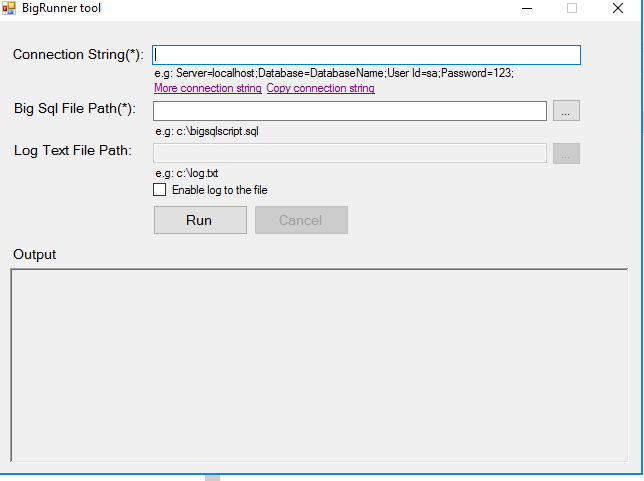 BigRunner tool
Connection String(*):
e.g: Server=localhost;Database=DatabaseName;User Id=sa;Password=123;
More connection string Copy connection string
Big Sql File Path(*):
...
e.g: c:\bigsqlscript.sql
Log Text File Path:
...
e.g: c:\log.txt
Enable log to the file
Run Cancel
Output